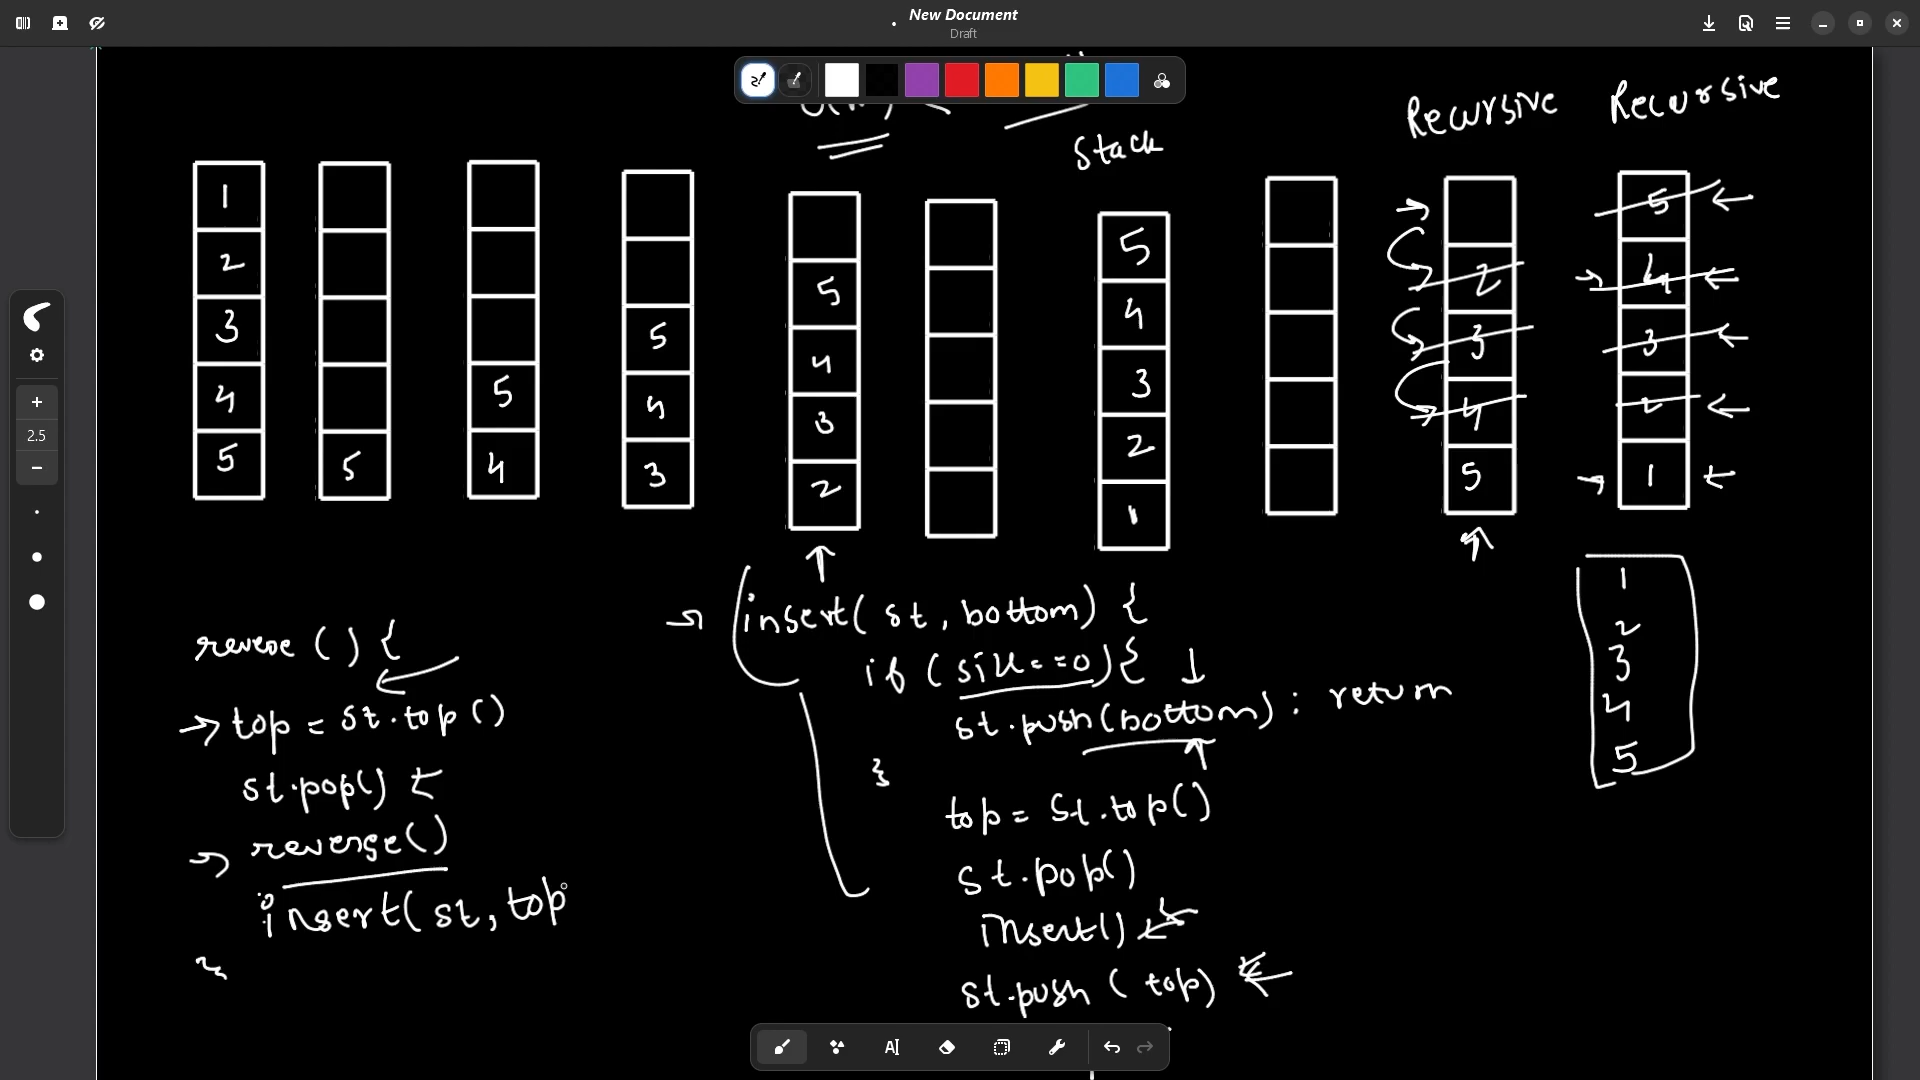 New Document
Draft
Recursive
Recursive
Stack
1
2
3
4
5
5
5
4
5
4
3
5
4
3
2
5
4
3
2
1
2
3
4
5
5
4
3
2
1
2.5
reverse () {
top = st.top ()
st.pop()
reverse()
insert( st, top
}
insert( st, bottom) {
if ( size == 0) {
st.push(bottom) : return
}
top = st.top()
st.pop()
insert()
st.push ( top)
1
2
3
4
5
AI